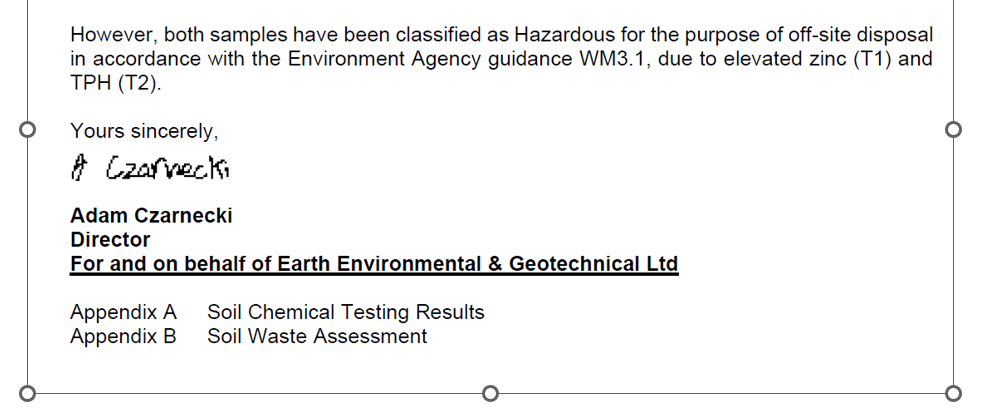 However, both samples have been classified as Hazardous for the purpose of off-site disposal
in accordance with the Environment Agency guidance WM3.1, due to elevated zinc (T1) and
TPH (T2).
Yours sincerely,
A Czarnecki
Adam Czarnecki
Director
For and on behalf of Earth Environmental & Geotechnical Ltd
Appendix A Soil Chemical Testing Results
Appendix B Soil Waste Assessment